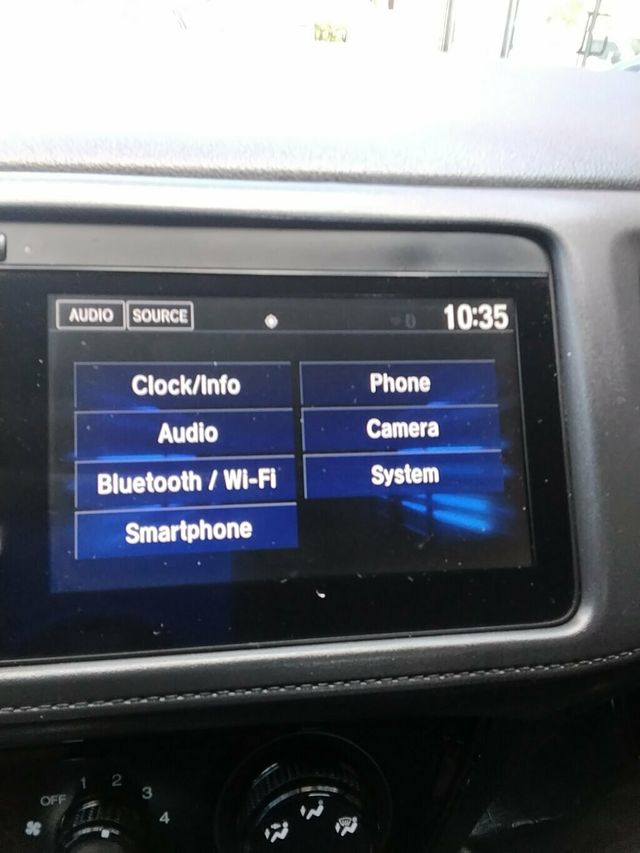 AUDIO SOURCE 10:35
Clock/Info Phone
Audio Camera
Bluetooth / Wi-Fi System
Smartphone
OFF 1 2 3 4